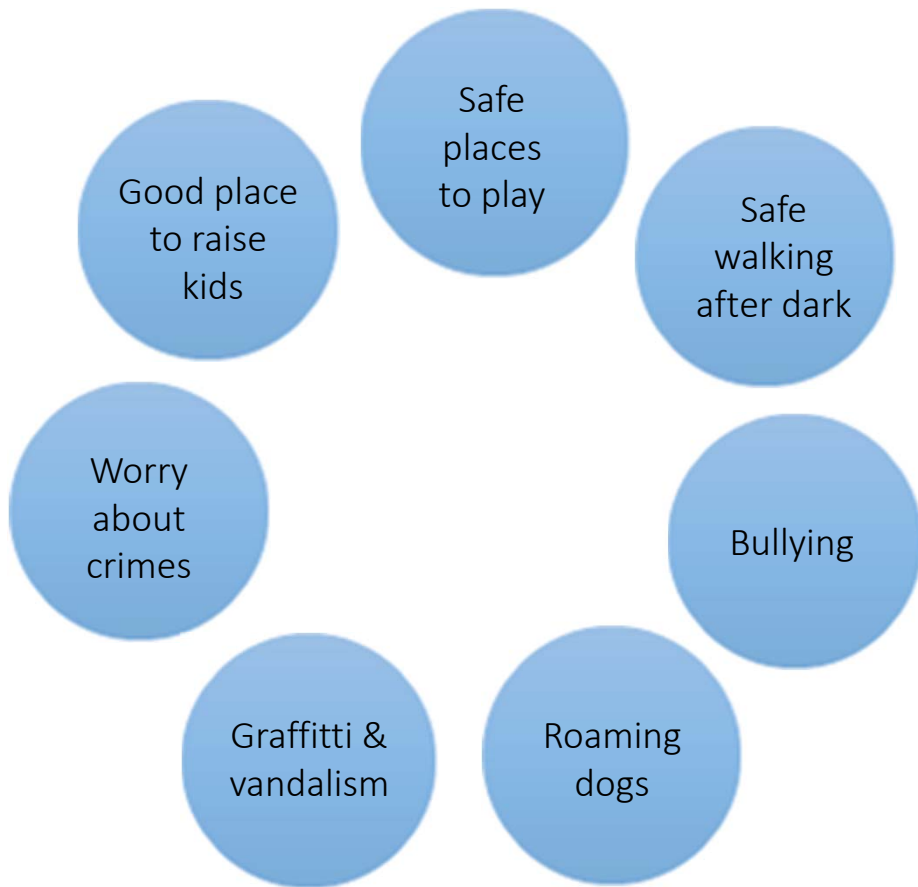 Safe
places
to play
Safe
walking
after dark
Bullying
Roaming
dogs
Graffitti &
vandalism
Worry
about
crimes
Good place
to raise
kids